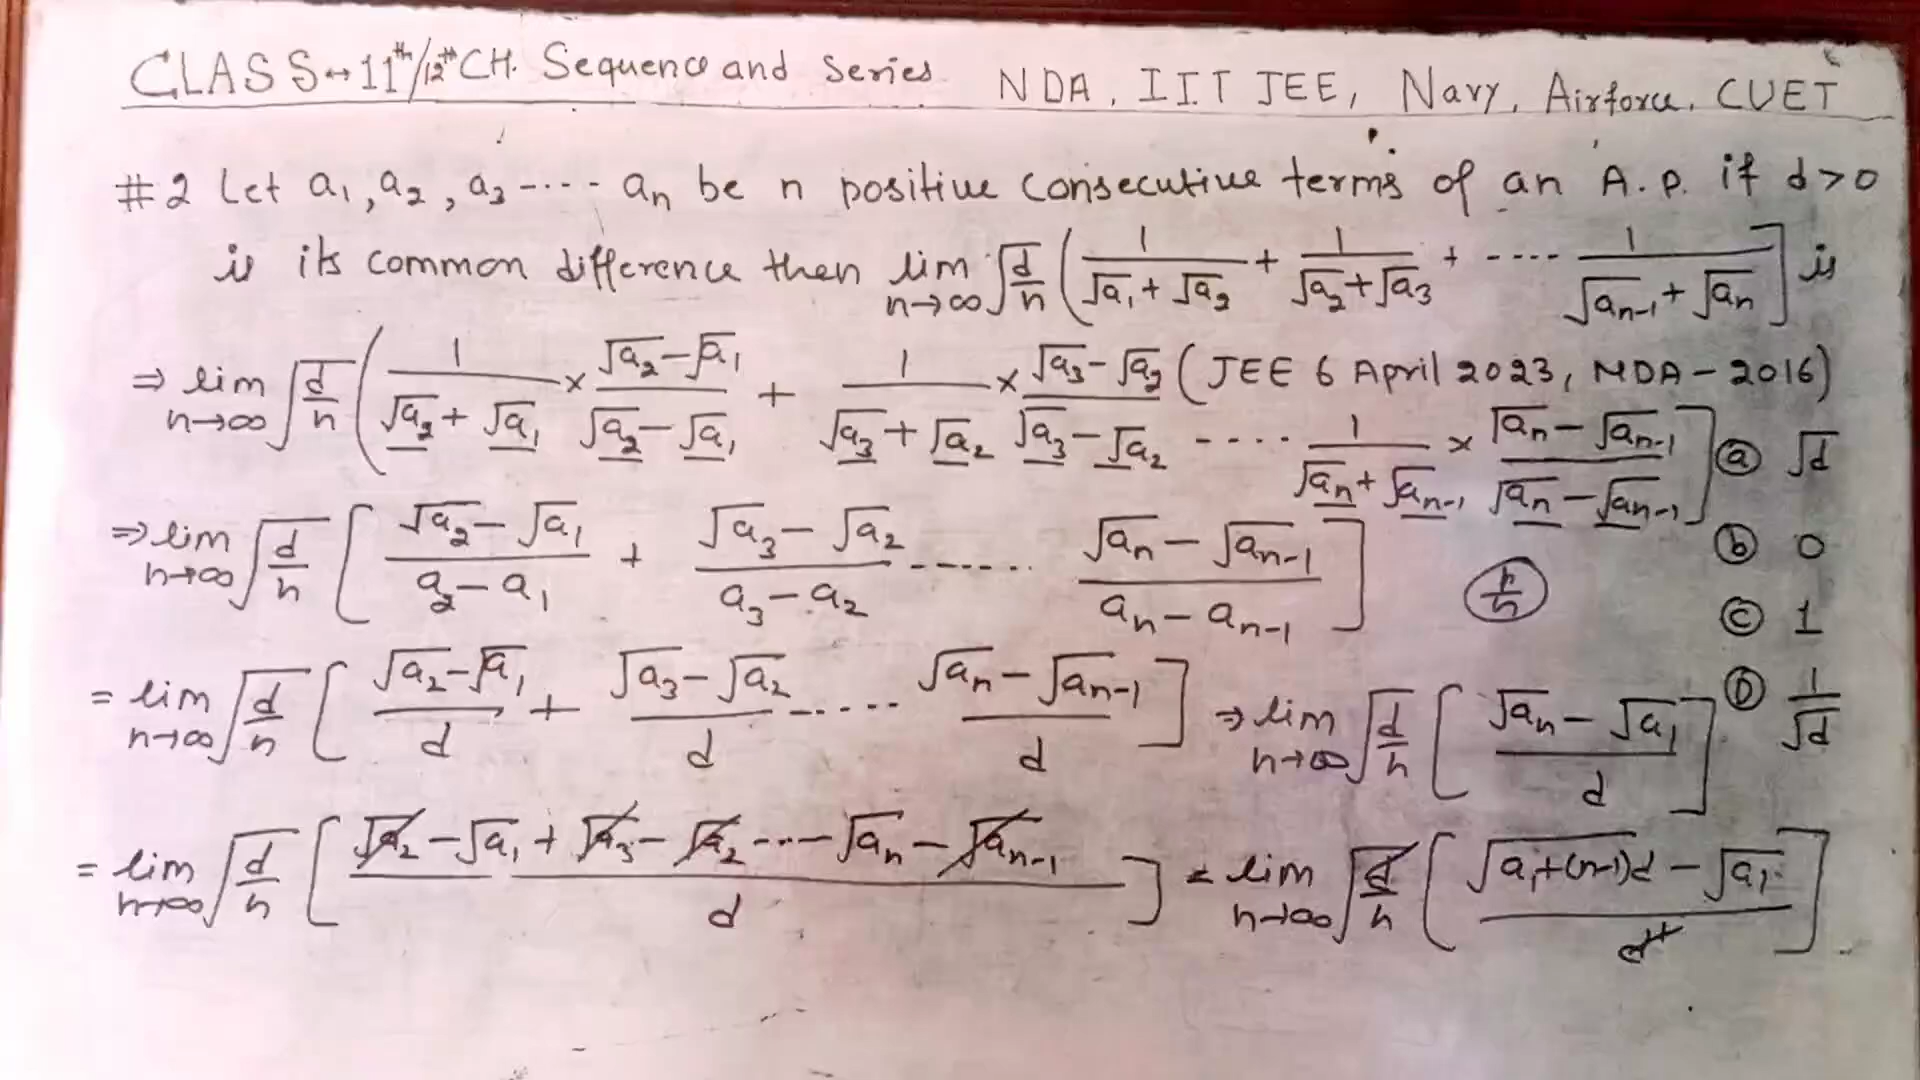 CLASS→11th/12th CH. Sequence and Series NDA, IIT JEE, Navy, Airforce, CUET
#2 Let a₁, a₂, a₃ -··-- aₙ be n positive Consecutive terms of an A.P. if d>0
is its common difference then lim n→∞ √(d/n) (1/(√a₁+√a₂) + 1/(√a₂+√a₃) + ---- 1/(√aₙ₋₁+√aₙ)] is
⇒ lim n→∞ √(d/n) (1/(√a₂+√a₁) × (√a₂-√a₁)/(√a₂-√a₁) + 1/(√a₃+√a₂) × (√a₃-√a₂)/(√a₃-√a₂) ---- 1/(√aₙ+√aₙ₋₁) × (√aₙ-√aₙ₋₁)/(√aₙ-√aₙ₋₁)]
(JEE 6 April 2023, NDA-2016)
ⓐ √d
⇒ lim n→∞ √(d/n) [(√a₂-√a₁)/(a₂-a₁) + (√a₃-√a₂)/(a₃-a₂) ------ (√aₙ-√aₙ₋₁)/(aₙ-aₙ₋₁)]
ⓑ 0
ⓒ 1
= lim n→∞ √(d/n) [(√a₂-√a₁)/d + (√a₃-√a₂)/d ----- (√aₙ-√aₙ₋₁)/d] ⇒ lim n→∞ √(d/n) [(√aₙ-√a₁)/d]
Ⓓ 1/√d
= lim n→∞ √(d/n) [(√a₂-√a₁+√a₃-√a₂---√aₙ-√aₙ₋₁)/d] = lim n→∞ √(d/n) [(√(a₁+(n-1)d)-√a₁)/d]